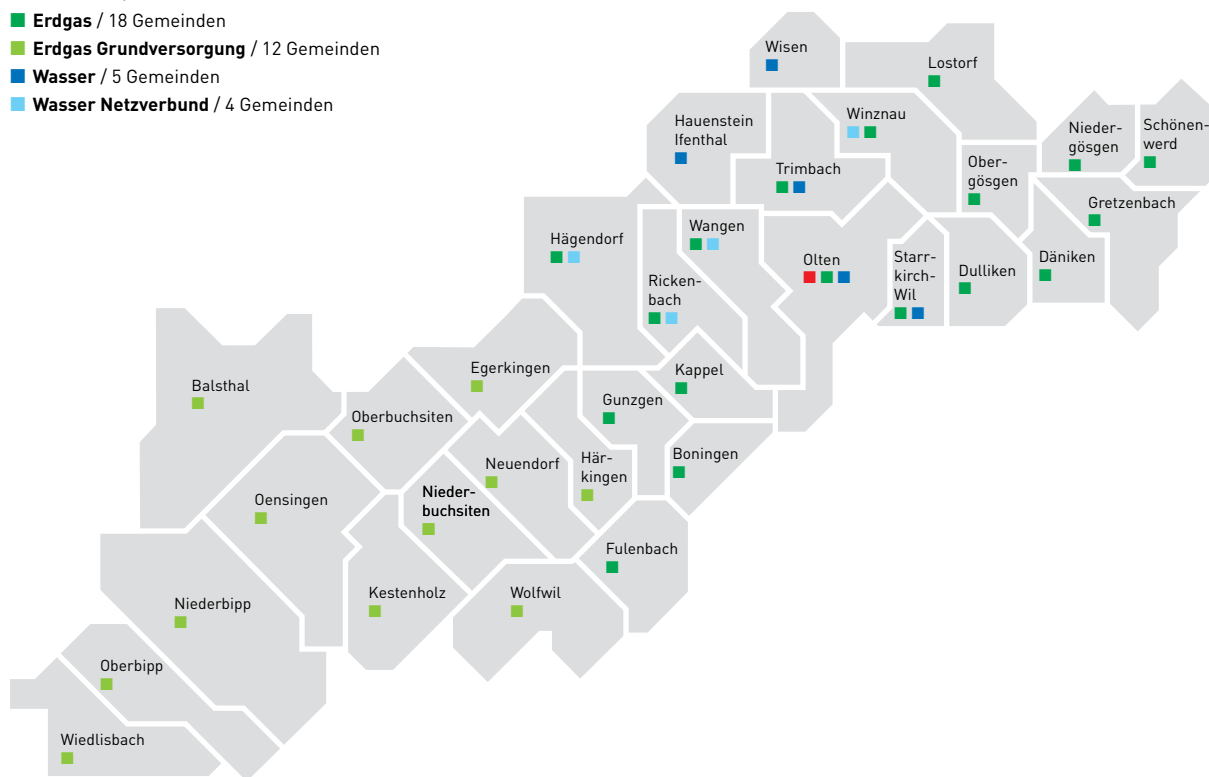 Erdgas / 18 Gemeinden
Erdgas Grundversorgung / 12 Gemeinden
Wasser / 5 Gemeinden
Wasser Netzverbund / 4 Gemeinden
Wisen
Lostorf
Hauenstein
Ifenthal
Winznau
Nieder-
gösgen
Schönen-
werd
Trimbach
Ober-
gösgen
Gretzenbach
Hägendorf
Wangen
Olten
Starr-
kirch-
Wil
Dulliken
Däniken
Ricken-
bach
Balsthal
Egerkingen
Kappel
Oberbuchsiten
Gunzgen
Neuendorf
Här-
kingen
Boningen
Oensingen
Nieder-
buchsiten
Fulenbach
Niederbipp
Kestenholz
Wolfwil
Oberbipp
Wiedlisbach